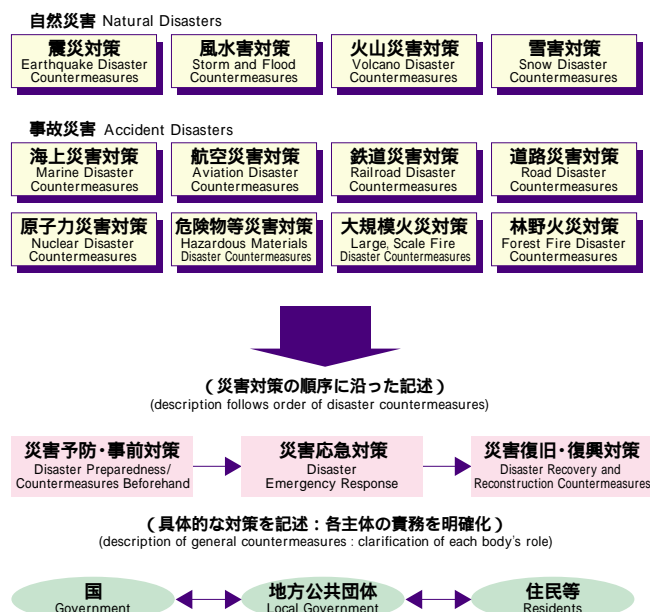 自然災害 Natural Disasters
震災対策
Earthquake Disaster
Countermeasures
風水害対策
Storm and Flood
Countermeasures
火山災害対策
Volcano Disaster
Countermeasures
雪害対策
Snow Disaster
Countermeasures
事故災害 Accident Disasters
海上災害対策
Marine Disaster
Countermeasures
航空災害対策
Aviation Disaster
Countermeasures
鉄道災害対策
Railroad Disaster
Countermeasures
道路災害対策
Road Disaster
Countermeasures
原子力災害対策
Nuclear Disaster
Countermeasures
危険物等災害対策
Hazardous Materials
Disaster Countermeasures
大規模火災対策
Large, Scale Fire
Disaster Countermeasures
林野火災対策
Forest Fire Disaster
Countermeasures
（災害対策の順序に沿った記述）
(description follows order of disaster countermeasures)
災害予防・事前対策
Disaster Preparedness/
Countermeasures Beforehand
災害応急対策
Disaster
Emergency Response
災害復旧・復興対策
Disaster Recovery and
Reconstruction Countermeasures
（具体的な対策を記述：各主体の責務を明確化）
(description of general countermeasures : clarification of each body's role)
国
Government
地方公共団体
Local Government
住民等
Residents